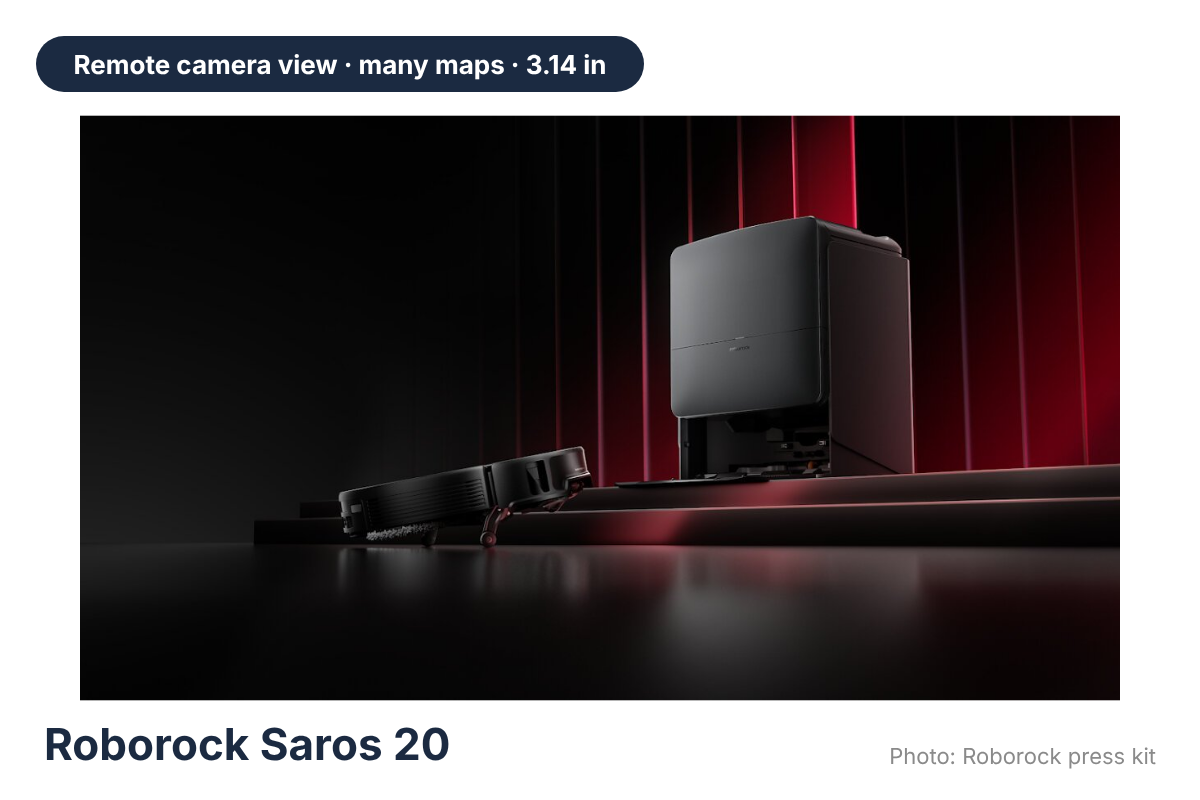 Remote camera view · many maps · 3.14 in
Roborock Saros 20
Photo: Roborock press kit